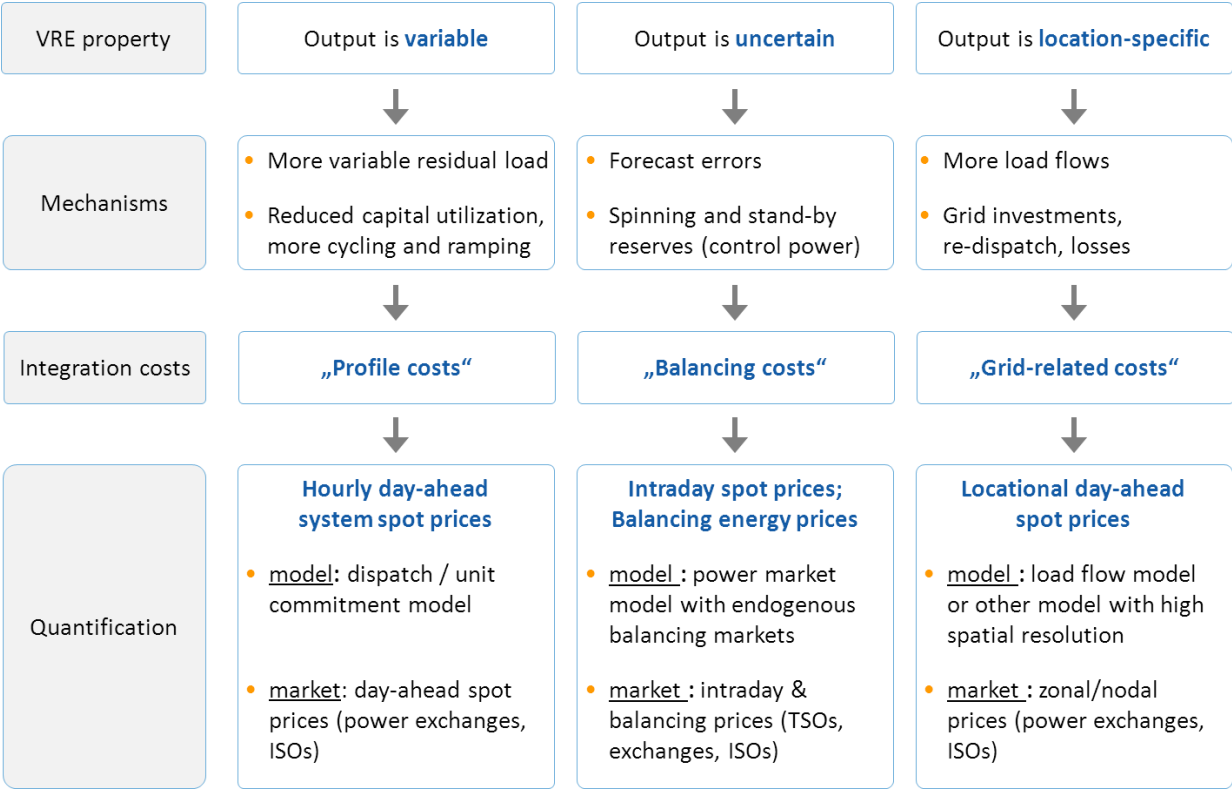 VRE property
Output is variable
Output is uncertain
Output is location-specific
Mechanisms
• More variable residual load
• Reduced capital utilization,
more cycling and ramping
• Forecast errors
• Spinning and stand-by
reserves (control power)
• More load flows
• Grid investments,
re-dispatch, losses
Integration costs
„Profile costs“
„Balancing costs“
„Grid-related costs“
Quantification
Hourly day-ahead
system spot prices
• model: dispatch / unit
commitment model
• market: day-ahead spot
prices (power exchanges,
ISOs)
Intraday spot prices;
Balancing energy prices
• model : power market
model with endogenous
balancing markets
• market : intraday &
balancing prices (TSOs,
exchanges, ISOs)
Locational day-ahead
spot prices
• model : load flow model
or other model with high
spatial resolution
• market : zonal/nodal
prices (power exchanges,
ISOs)